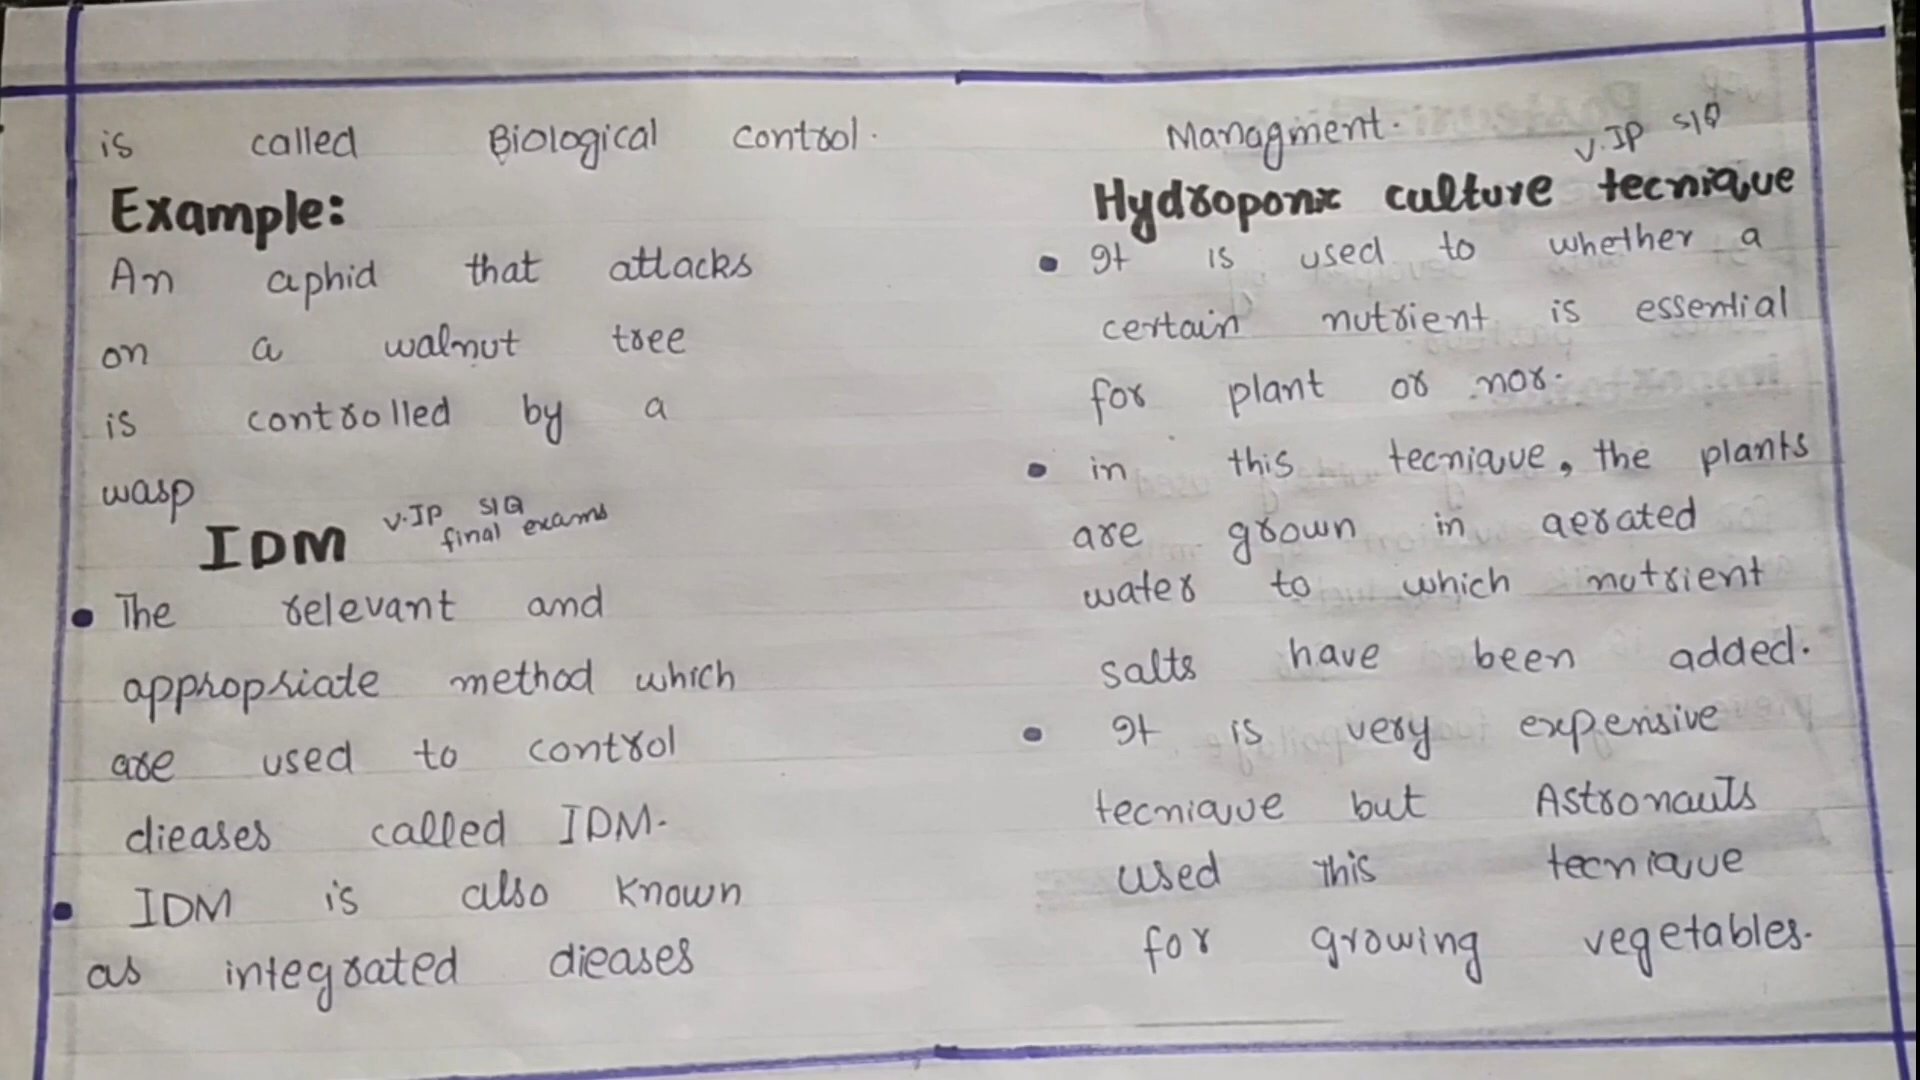 is called Biological control.
Example:
An aphid that attacks
on a walnut tree
is controlled by a
wasp
IDM v.IP S/Q
final exams
• The relevant and
appropriate method which
are used to control
dieases called IDM.
• IDM is also known
as integrated dieases
Managment.
v.IP S/Q
Hydroponic culture tecnique
• It is used to whether a
certain nutrient is essential
for plant or nor.
• in this tecnique, the plants
are grown in aerated
water to which nutrient
salts have been added.
• It is very expensive
tecnique but Astronauts
used this tecnique
for growing vegetables.